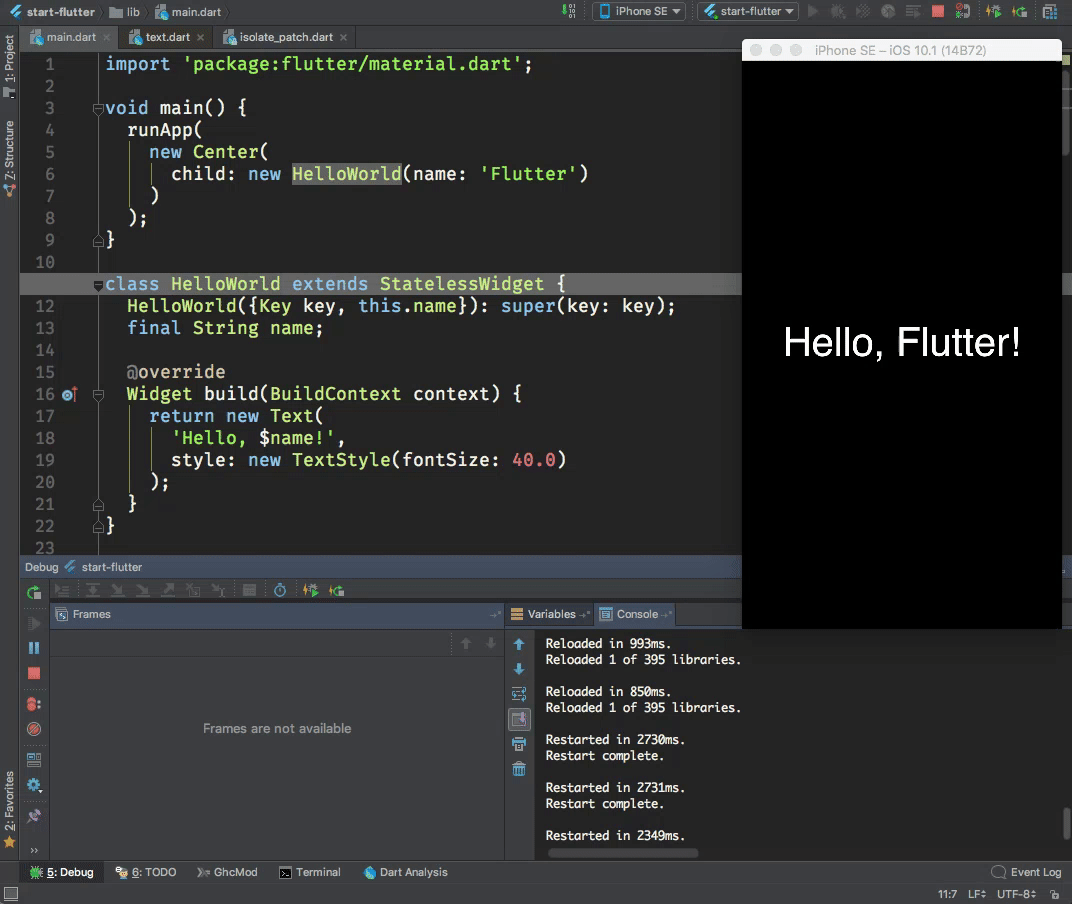 start-flutter lib main.dart iPhone SE start-flutter
main.dart text.dart isolate_patch.dart
iPhone SE – iOS 10.1 (14B72)
1: Project
Z: Structure
2: Favorites
1 import 'package:flutter/material.dart';
2
3 void main() {
4 runApp(
5 new Center(
6 child: new HelloWorld(name: 'Flutter')
7 )
8 );
9 }
10
class HelloWorld extends StatelessWidget {
12 HelloWorld({Key key, this.name}): super(key: key);
13 final String name;
14
15 @override
16 Widget build(BuildContext context) {
17 return new Text(
18 'Hello, $name!',
19 style: new TextStyle(fontSize: 40.0)
20 );
21 }
22 }
23
Hello, Flutter!
Debug start-flutter
Frames
Frames are not available
Variables Console
Reloaded in 993ms.
Reloaded 1 of 395 libraries.
Reloaded in 850ms.
Reloaded 1 of 395 libraries.
Restarted in 2730ms.
Restart complete.
Restarted in 2731ms.
Restart complete.
Restarted in 2349ms.
5: Debug 6: TODO GhcMod Terminal Dart Analysis Event Log
11:7 LF UTF-8